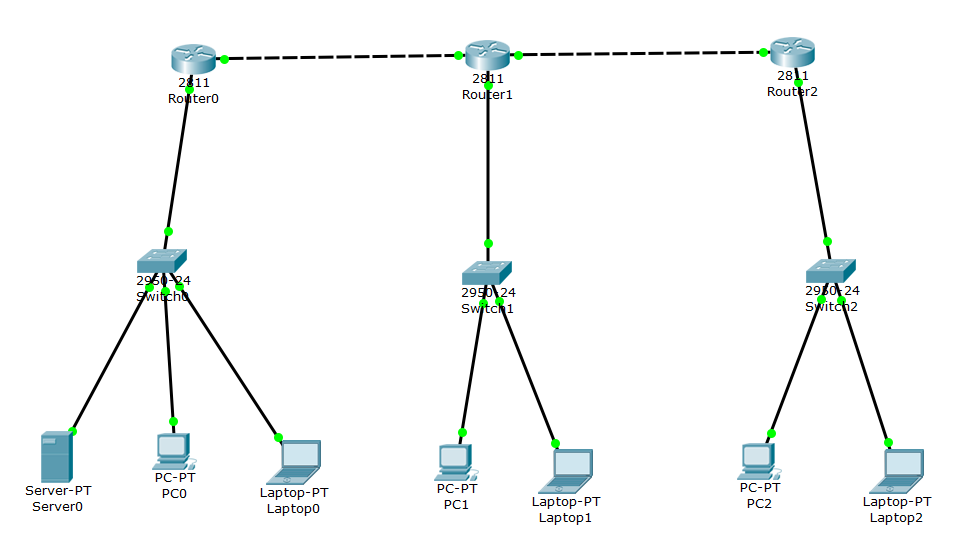 2811
Router0
2811
Router1
2811
Router2
2950-24
Switch0
2950-24
Switch1
2950-24
Switch2
Server-PT
Server0
PC-PT
PC0
Laptop-PT
Laptop0
PC-PT
PC1
Laptop-PT
Laptop1
PC-PT
PC2
Laptop-PT
Laptop2